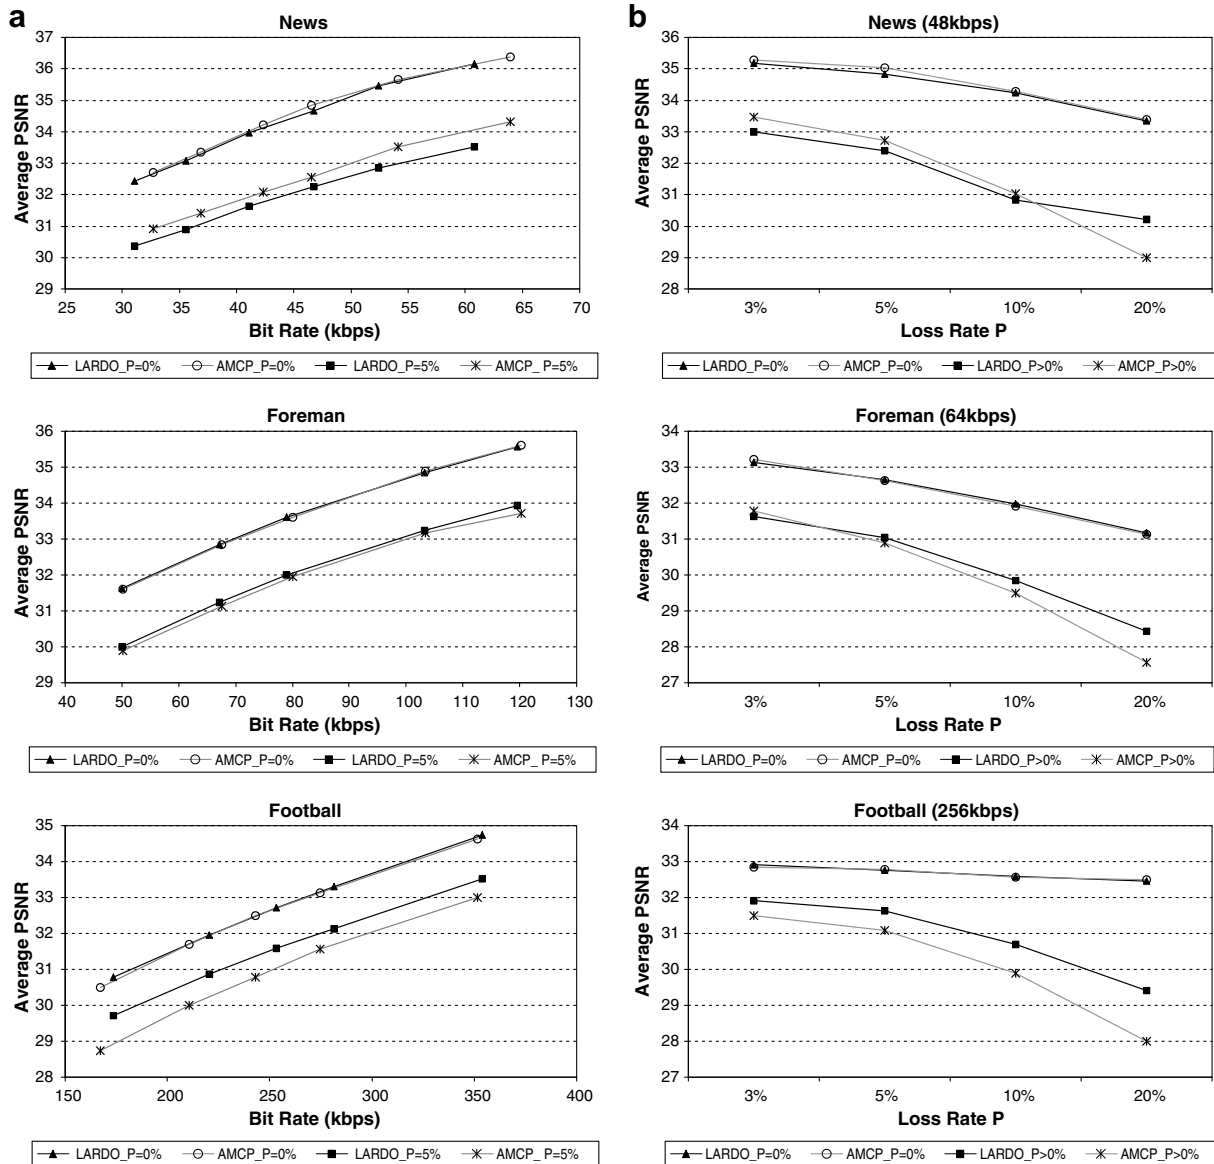 a
News
37
36
35
34
33
32
31
30
29
Average PSNR
25 30 35 40 45 50 55 60 65 70
Bit Rate (kbps)
LARDO_P=0% AMCP_P=0% LARDO_P=5% AMCP_ P=5%
Foreman
36
35
34
33
32
31
30
29
Average PSNR
40 50 60 70 80 90 100 110 120 130
Bit Rate (kbps)
LARDO_P=0% AMCP_P=0% LARDO_P=5% AMCP_ P=5%
Football
35
34
33
32
31
30
29
28
Average PSNR
150 200 250 300 350 400
Bit Rate (kbps)
LARDO_P=0% AMCP_P=0% LARDO_P=5% AMCP_ P=5%
b
News (48kbps)
36
35
34
33
32
31
30
29
28
Average PSNR
3% 5% 10% 20%
Loss Rate P
LARDO_P=0% AMCP_P=0% LARDO_P>0% AMCP_P>0%
Foreman (64kbps)
34
33
32
31
30
29
28
27
Average PSNR
3% 5% 10% 20%
Loss Rate P
LARDO_P=0% AMCP_P=0% LARDO_P>0% AMCP_P>0%
Football (256kbps)
34
33
32
31
30
29
28
27
Average PSNR
3% 5% 10% 20%
Loss Rate P
LARDO_P=0% AMCP_P=0% LARDO_P>0% AMCP_P>0%